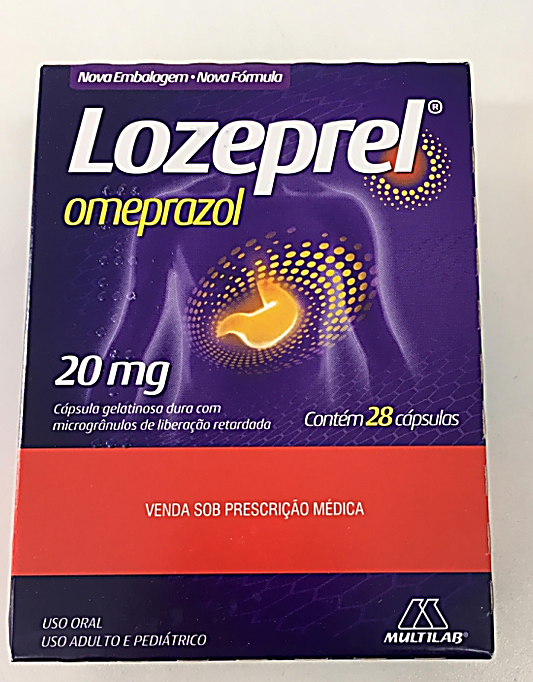 Nova Embalagem • Nova Fórmula
Lozeprel®
omeprazol
20 mg
Cápsula gelatinosa dura com
microgrânulos de liberação retardada
Contém 28 cápsulas
VENDA SOB PRESCRIÇÃO MÉDICA
USO ORAL
USO ADULTO E PEDIÁTRICO
MULTILAB®